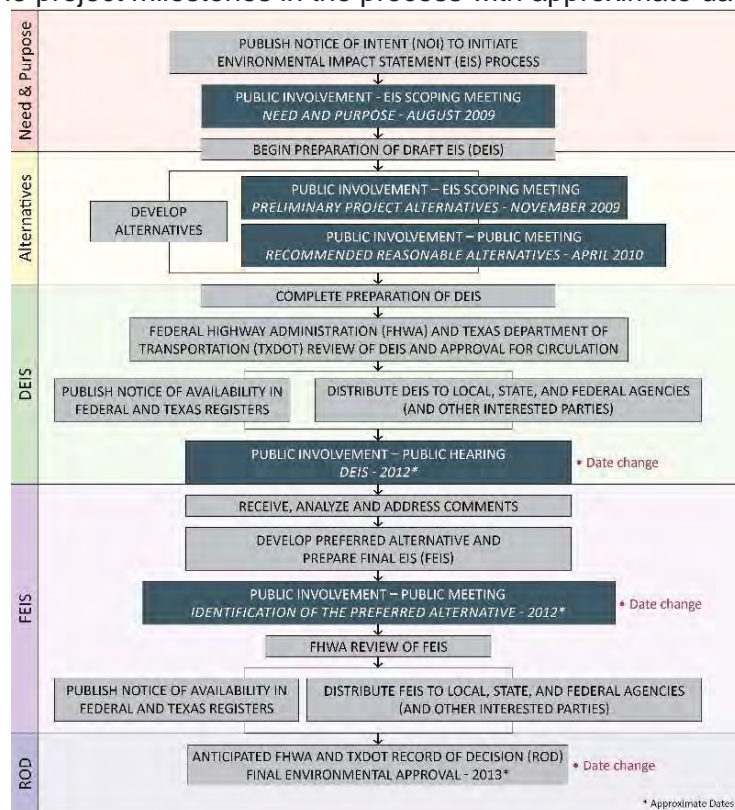 PUBLISH NOTICE OF INTENT (NOI) TO INITIATE
ENVIRONMENTAL IMPACT STATEMENT (EIS) PROCESS
PUBLIC INVOLVEMENT - EIS SCOPING MEETING
NEED AND PURPOSE - AUGUST 2009
Need & Purpose
BEGIN PREPARATION OF DRAFT EIS (DEIS)
PUBLIC INVOLVEMENT – EIS SCOPING MEETING
PRELIMINARY PROJECT ALTERNATIVES - NOVEMBER 2009
DEVELOP
ALTERNATIVES
PUBLIC INVOLVEMENT – PUBLIC MEETING
RECOMMENDED REASONABLE ALTERNATIVES - APRIL 2010
Alternatives
COMPLETE PREPARATION OF DEIS
FEDERAL HIGHWAY ADMINISTRATION (FHWA) AND TEXAS DEPARTMENT OF
TRANSPORTATION (TXDOT) REVIEW OF DEIS AND APPROVAL FOR CIRCULATION
DEIS
PUBLISH NOTICE OF AVAILABILITY IN
FEDERAL AND TEXAS REGISTERS
DISTRIBUTE DEIS TO LOCAL, STATE, AND FEDERAL AGENCIES
(AND OTHER INTERESTED PARTIES)
PUBLIC INVOLVEMENT – PUBLIC HEARING
DEIS - 2012*
• Date change
RECEIVE, ANALYZE AND ADDRESS COMMENTS
DEVELOP PREFERRED ALTERNATIVE AND
PREPARE FINAL EIS (FEIS)
PUBLIC INVOLVEMENT – PUBLIC MEETING
IDENTIFICATION OF THE PREFERRED ALTERNATIVE - 2012*
• Date change
FEIS
FHWA REVIEW OF FEIS
PUBLISH NOTICE OF AVAILABILITY IN
FEDERAL AND TEXAS REGISTERS
DISTRIBUTE FEIS TO LOCAL, STATE, AND FEDERAL AGENCIES
(AND OTHER INTERESTED PARTIES)
ROD
ANTICIPATED FHWA AND TXDOT RECORD OF DECISION (ROD)
FINAL ENVIRONMENTAL APPROVAL - 2013*
• Date change
* Approximate Dates